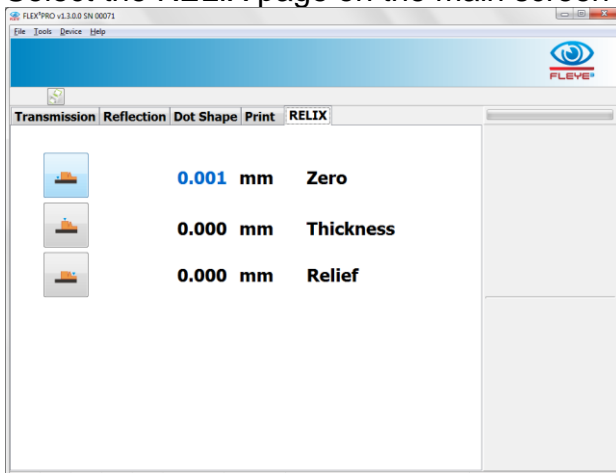 Select the RELIX page on the main screen
FLEX³PRO v1.3.0.0 SN 00071
File Tools Device Help
FLEYE®
Transmission Reflection Dot Shape Print RELIX
0.001 mm Zero
0.000 mm Thickness
0.000 mm Relief